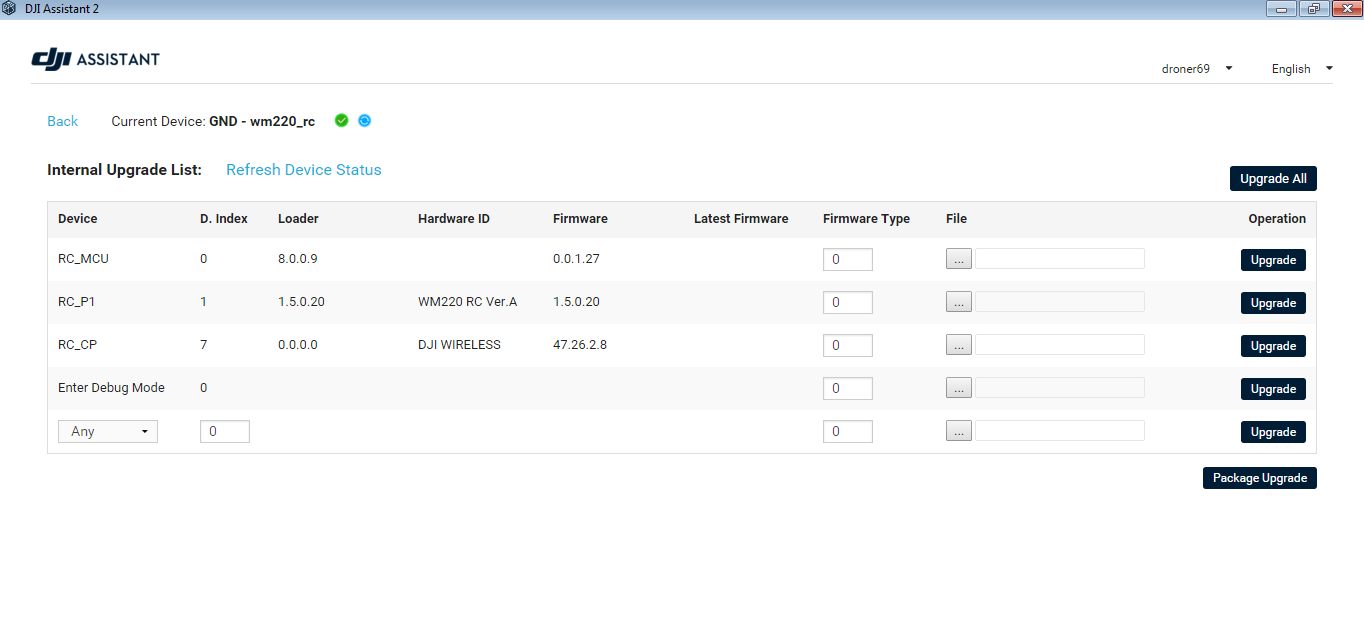 DJI Assistant 2
dji ASSISTANT
droner69 English
Back Current Device: GND - wm220_rc
Internal Upgrade List: Refresh Device Status
Upgrade All
Device D. Index Loader Hardware ID Firmware Latest Firmware Firmware Type File Operation
RC_MCU 0 8.0.0.9 0.0.1.27 0 ... Upgrade
RC_P1 1 1.5.0.20 WM220 RC Ver.A 1.5.0.20 0 ... Upgrade
RC_CP 7 0.0.0.0 DJI WIRELESS 47.26.2.8 0 ... Upgrade
Enter Debug Mode 0 0 ... Upgrade
Any 0 0 ... Upgrade
Package Upgrade